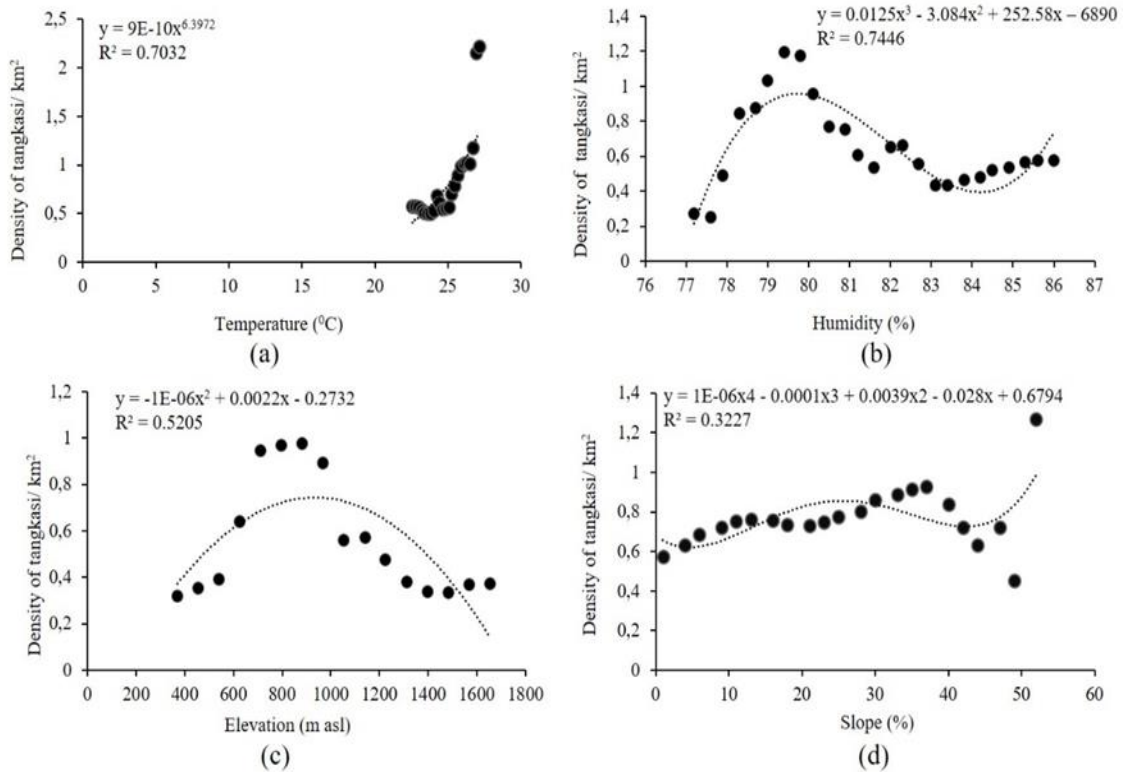 y = 9E-10x^6.3972
R² = 0.7032
2,5
2
1,5
1
0,5
0
0 5 10 15 20 25 30
Density of tangkasi/ km²
Temperature (⁰C)
(a)
y = 0.0125x³ - 3.084x² + 252.58x – 6890
R² = 0.7446
1,4
1,2
1
0,8
0,6
0,4
0,2
0
76 77 78 79 80 81 82 83 84 85 86 87
Density of tangkasi/ km²
Humidity (%)
(b)
y = -1E-06x² + 0.0022x - 0.2732
R² = 0.5205
1,2
1
0,8
0,6
0,4
0,2
0
0 200 400 600 800 1000 1200 1400 1600 1800
Density of tangkasi/ km²
Elevation (m asl)
(c)
y = 1E-06x4 - 0.0001x3 + 0.0039x2 - 0.028x + 0.6794
R² = 0.3227
1,4
1,2
1
0,8
0,6
0,4
0,2
0
0 10 20 30 40 50 60
Density of tangkasi/ km²
Slope (%)
(d)